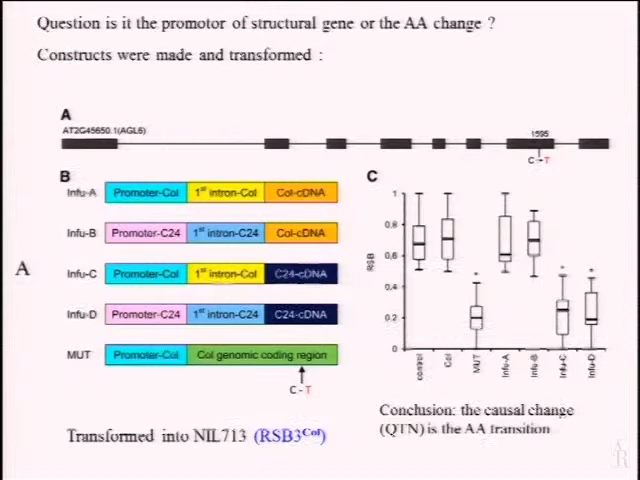 Question is it the promotor of structural gene or the AA change ?
Constructs were made and transformed :
A
AT2G45650.1(AGL6)
1595
C → T
B
Infu-A Promoter-Col 1st intron-Col Col-cDNA
Infu-B Promoter-C24 1st intron-C24 Col-cDNA
A
Infu-C Promoter-Col 1st intron-Col C24-cDNA
Infu-D Promoter-C24 1st intron-C24 C24-cDNA
MUT Promoter-Col Col genomic coding region
C - T
C
RSB
1
0.8
0.6
0.4
0.2
0
* * *
control Col MUT Infu-A Infu-B Infu-C Infu-D
Transformed into NIL713 (RSB3Col)
Conclusion: the causal change
(QTN) is the AA transition